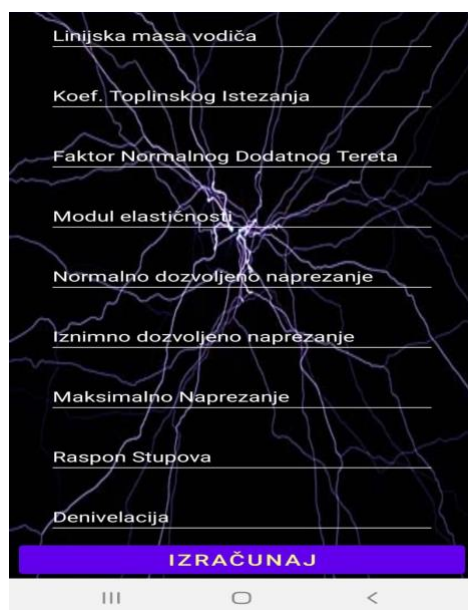 Linijska masa vodiča
Koef. Toplinskog Istezanja
Faktor Normalnog Dodatnog Tereta
Modul elastičnosti
Normalno dozvoljeno naprezanje
Iznimno dozvoljeno naprezanje
Maksimalno Naprezanje
Raspon Stupova
Denivelacija
IZRAČUNAJ